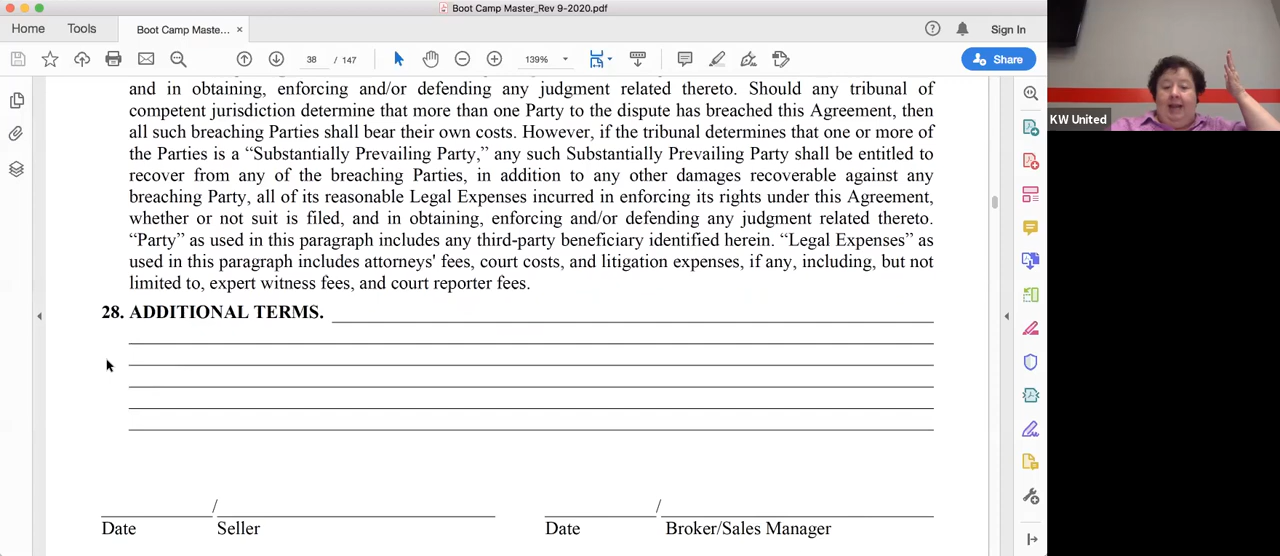 Boot Camp Master_Rev 9-2020.pdf
Home Tools Boot Camp Maste... × Sign In
38 / 147 139% Share
and in obtaining, enforcing and/or defending any judgment related thereto. Should any tribunal of
competent jurisdiction determine that more than one Party to the dispute has breached this Agreement, then
all such breaching Parties shall bear their own costs. However, if the tribunal determines that one or more of
the Parties is a “Substantially Prevailing Party,” any such Substantially Prevailing Party shall be entitled to
recover from any of the breaching Parties, in addition to any other damages recoverable against any
breaching Party, all of its reasonable Legal Expenses incurred in enforcing its rights under this Agreement,
whether or not suit is filed, and in obtaining, enforcing and/or defending any judgment related thereto.
“Party” as used in this paragraph includes any third-party beneficiary identified herein. “Legal Expenses” as
used in this paragraph includes attorneys' fees, court costs, and litigation expenses, if any, including, but not
limited to, expert witness fees, and court reporter fees.
28. ADDITIONAL TERMS.
/ /
Date Seller Date Broker/Sales Manager
KW United